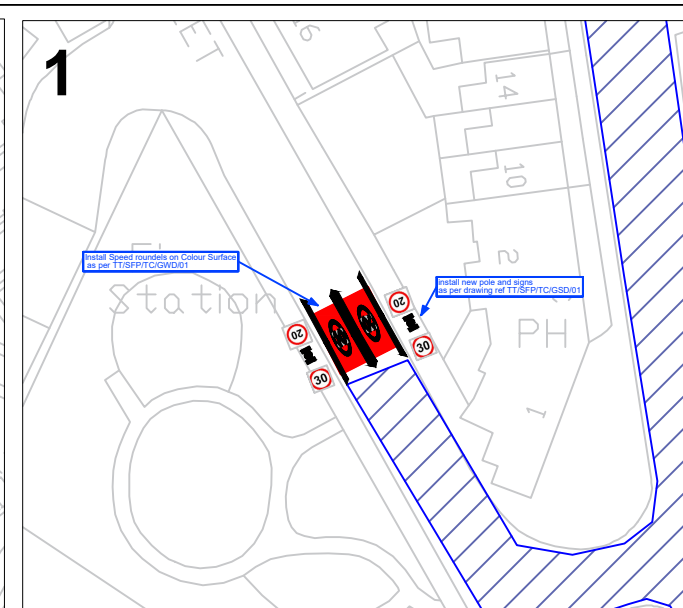 1
ET
16
14
10
2
PH
1
Install Speed roundels on Colour Surface
as per TT/SFP/TC/GWD/01
Station
install new pole and signs
as per drawing ref TT/SFP/TC/GSD/01
20
30
20
30